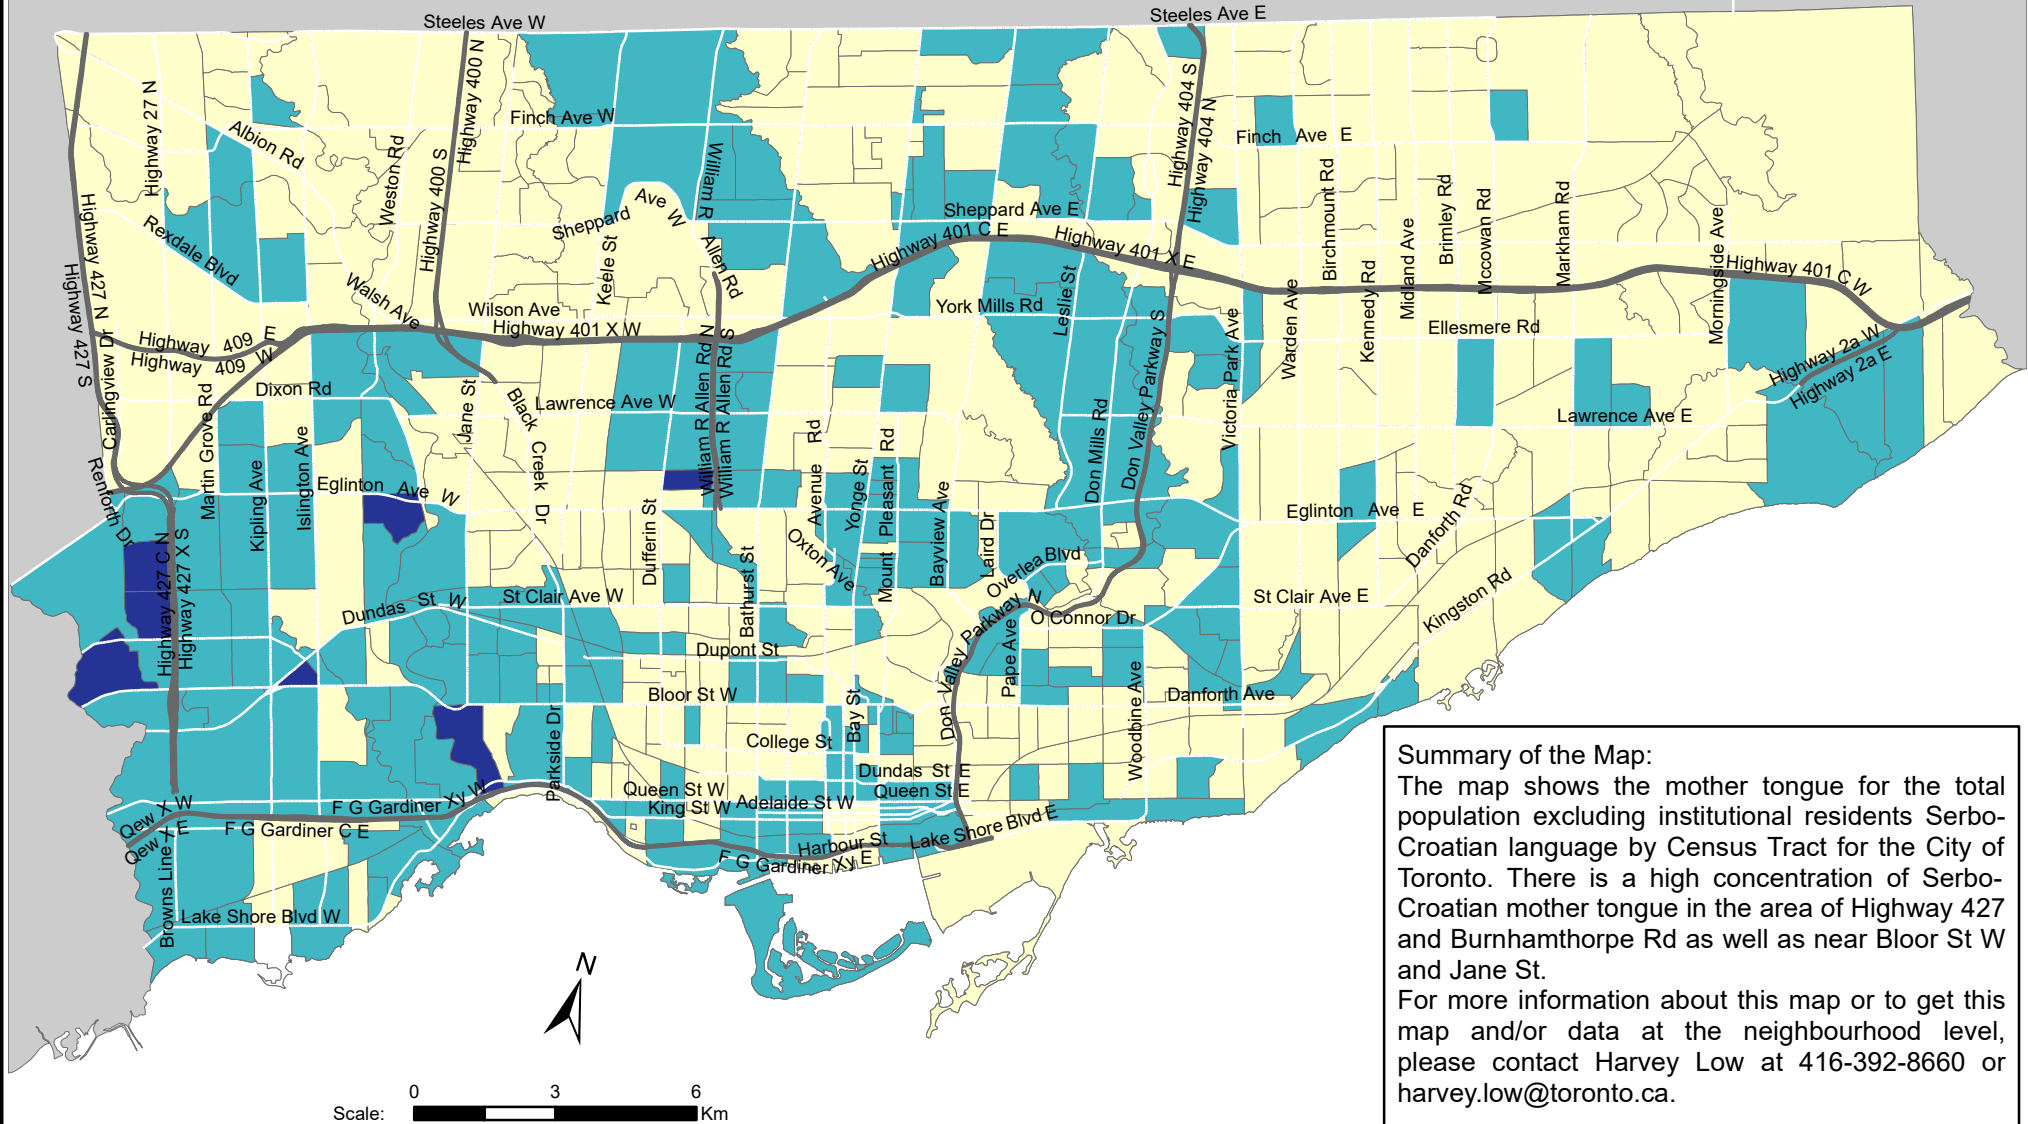 Steeles Ave W
Steeles Ave E
Highway 27 N
Albion Rd
Weston Rd
Highway 400 N
Highway 400 S
Finch Ave W
William R
Highway 404 S
Highway 404 N
Finch Ave E
Highway 427 N
Highway 427 N
Highway 427 S
Rexdale Blvd
Sheppard Ave W
Keele St
Allen Rd
Sheppard Ave E
Highway 401 C E
Highway 401 X E
Birchmount Rd
Midland Ave
Brimley Rd
Mccowan Rd
Markham Rd
Morningside Ave
Highway 401 C W
Walsh Ave
Wilson Ave
Highway 401 X W
York Mills Rd
Leslie St
Warden Ave
Kennedy Rd
Ellesmere Rd
Highway 409 E
Highway 409 W
Carlingview Dr
Martin Grove Rd
Dixon Rd
Jane St
Black Creek Dr
Lawrence Ave W
William R Allen Rd N
William R Allen Rd S
Don Mills Rd
Don Valley Parkway S
Victoria Park Ave
Highway 2a W
Highway 2a E
Lawrence Ave E
Renforth Dr
Kipling Ave
Islington Ave
Eglinton Ave W
Dufferin St
Bathurst St
Avenue Rd
Yonge St
Mount Pleasant Rd
Oxton Ave
Bayview Ave
Laird Dr
Overlea Blvd
Eglinton Ave E
Danforth Rd
Highway 427 C N
Highway 427 X S
Dundas St W
St Clair Ave W
Don Valley Parkway N
O Connor Dr
St Clair Ave E
Kingston Rd
Dupont St
Pape Ave
Bloor St W
Bay St
Woodbine Ave
Danforth Ave
Parkside Dr
College St
Dundas St E
Queen St W
Queen St E
King St W
Adelaide St W
Qew X W
Qew X E
F G Gardiner Xy W
F G Gardiner C E
Harbour St
Lake Shore Blvd E
F G Gardiner Xy E
Browns Line
Lake Shore Blvd W
N
0 3 6
Scale:
Km
Summary of the Map:
The map shows the mother tongue for the total
population excluding institutional residents Serbo-
Croatian language by Census Tract for the City of
Toronto. There is a high concentration of Serbo-
Croatian mother tongue in the area of Highway 427
and Burnhamthorpe Rd as well as near Bloor St W
and Jane St.
For more information about this map or to get this
map and/or data at the neighbourhood level,
please contact Harvey Low at 416-392-8660 or
harvey.low@toronto.ca.